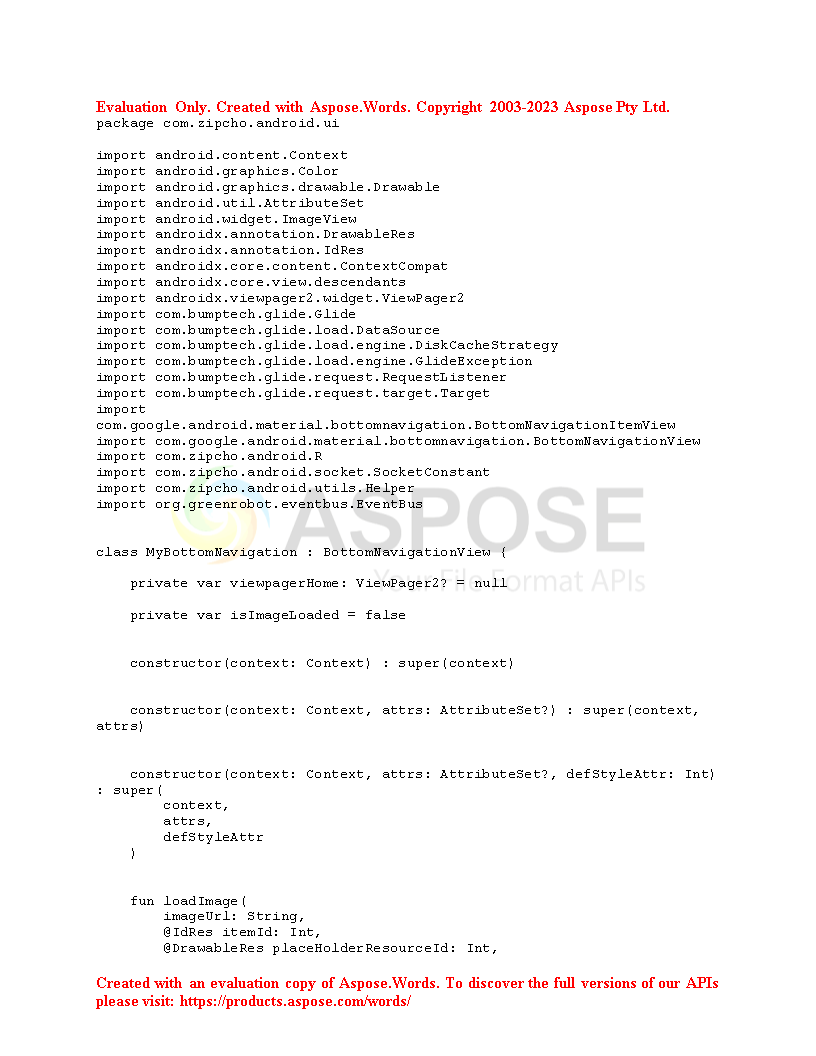 Evaluation Only. Created with Aspose.Words. Copyright 2003-2023 Aspose Pty Ltd.
package com.zipcho.android.ui
import android.content.Context
import android.graphics.Color
import android.graphics.drawable.Drawable
import android.util.AttributeSet
import android.widget.ImageView
import androidx.annotation.DrawableRes
import androidx.annotation.IdRes
import androidx.core.content.ContextCompat
import androidx.core.view.descendants
import androidx.viewpager2.widget.ViewPager2
import com.bumptech.glide.Glide
import com.bumptech.glide.load.DataSource
import com.bumptech.glide.load.engine.DiskCacheStrategy
import com.bumptech.glide.load.engine.GlideException
import com.bumptech.glide.request.RequestListener
import com.bumptech.glide.request.target.Target
import
com.google.android.material.bottomnavigation.BottomNavigationItemView
import com.google.android.material.bottomnavigation.BottomNavigationView
import com.zipcho.android.R
import com.zipcho.android.socket.SocketConstant
import com.zipcho.android.utils.Helper
import org.greenrobot.eventbus.EventBus
ASPOSE
class MyBottomNavigation : BottomNavigationView {
Your File Format APIs
    private var viewpagerHome: ViewPager2? = null
    private var isImageLoaded = false
    constructor(context: Context) : super(context)
    constructor(context: Context, attrs: AttributeSet?) : super(context,
attrs)
    constructor(context: Context, attrs: AttributeSet?, defStyleAttr: Int)
: super(
        context,
        attrs,
        defStyleAttr
    )
    fun loadImage(
        imageUrl: String,
        @IdRes itemId: Int,
        @DrawableRes placeHolderResourceId: Int,
Created with an evaluation copy of Aspose.Words. To discover the full versions of our APIs
please visit: https://products.aspose.com/words/